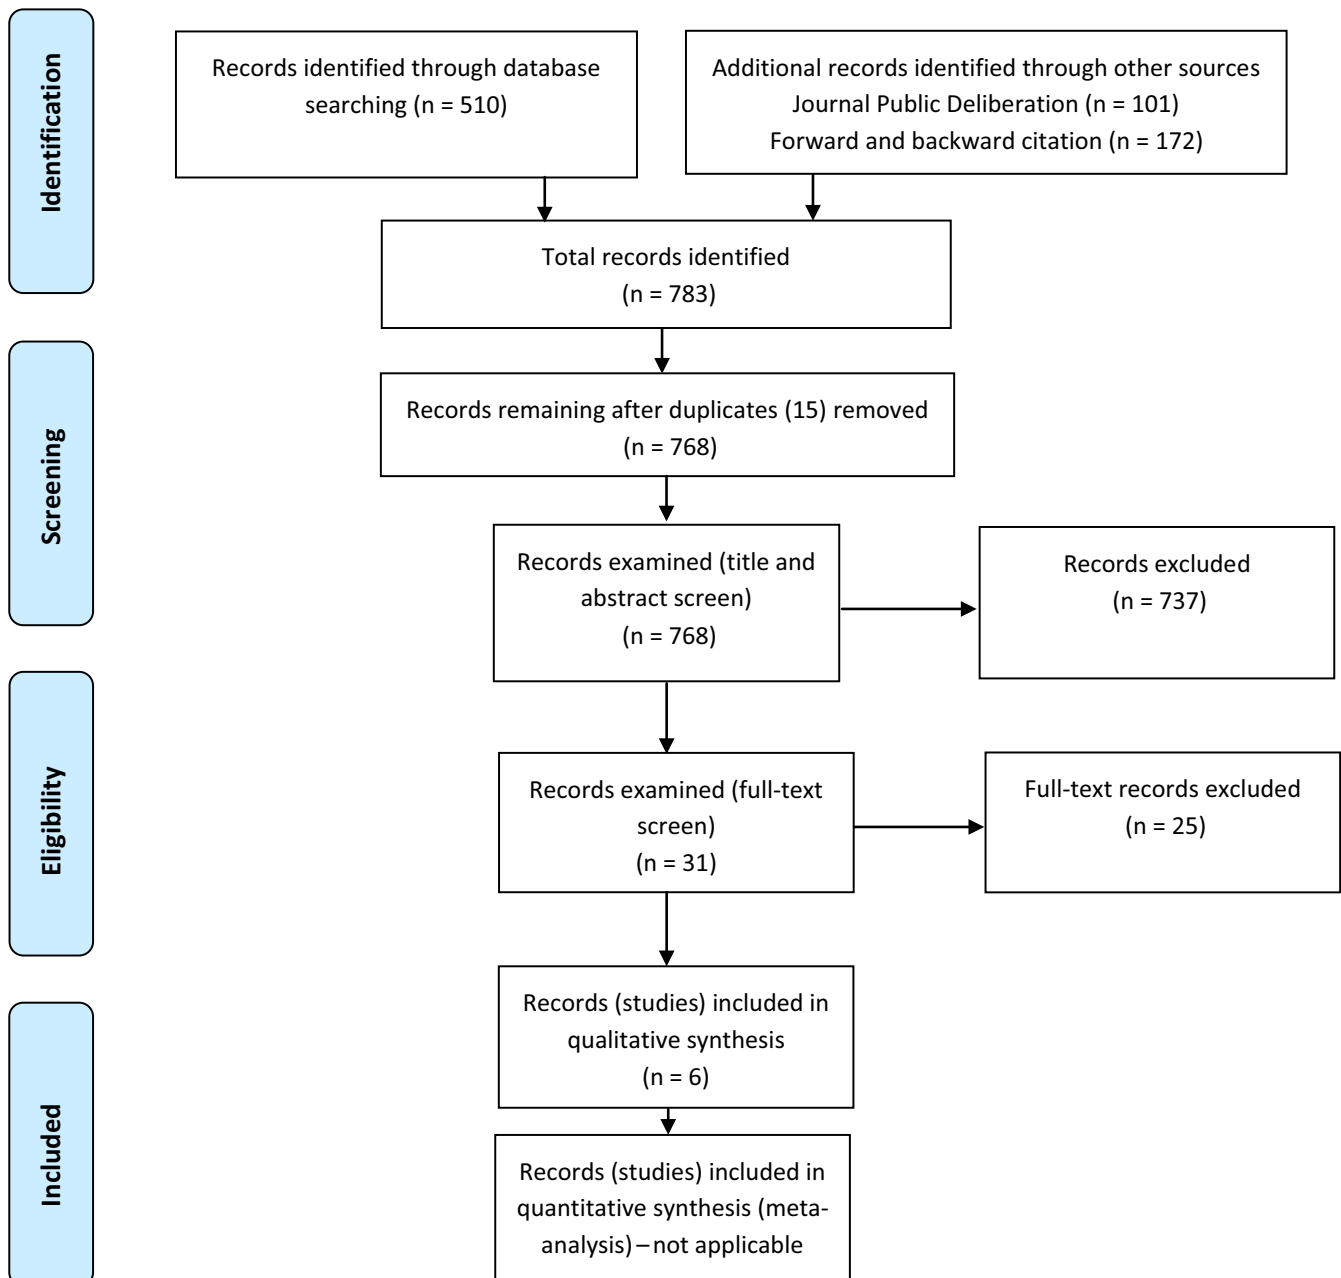 Identification
Records identified through database
searching (n = 510)
Additional records identified through other sources
Journal Public Deliberation (n = 101)
Forward and backward citation (n = 172)
Total records identified
(n = 783)
Screening
Records remaining after duplicates (15) removed
(n = 768)
Records examined (title and
abstract screen)
(n = 768)
Records excluded
(n = 737)
Eligibility
Records examined (full-text
screen)
(n = 31)
Full-text records excluded
(n = 25)
Included
Records (studies) included in
qualitative synthesis
(n = 6)
Records (studies) included in
quantitative synthesis (meta-
analysis) – not applicable